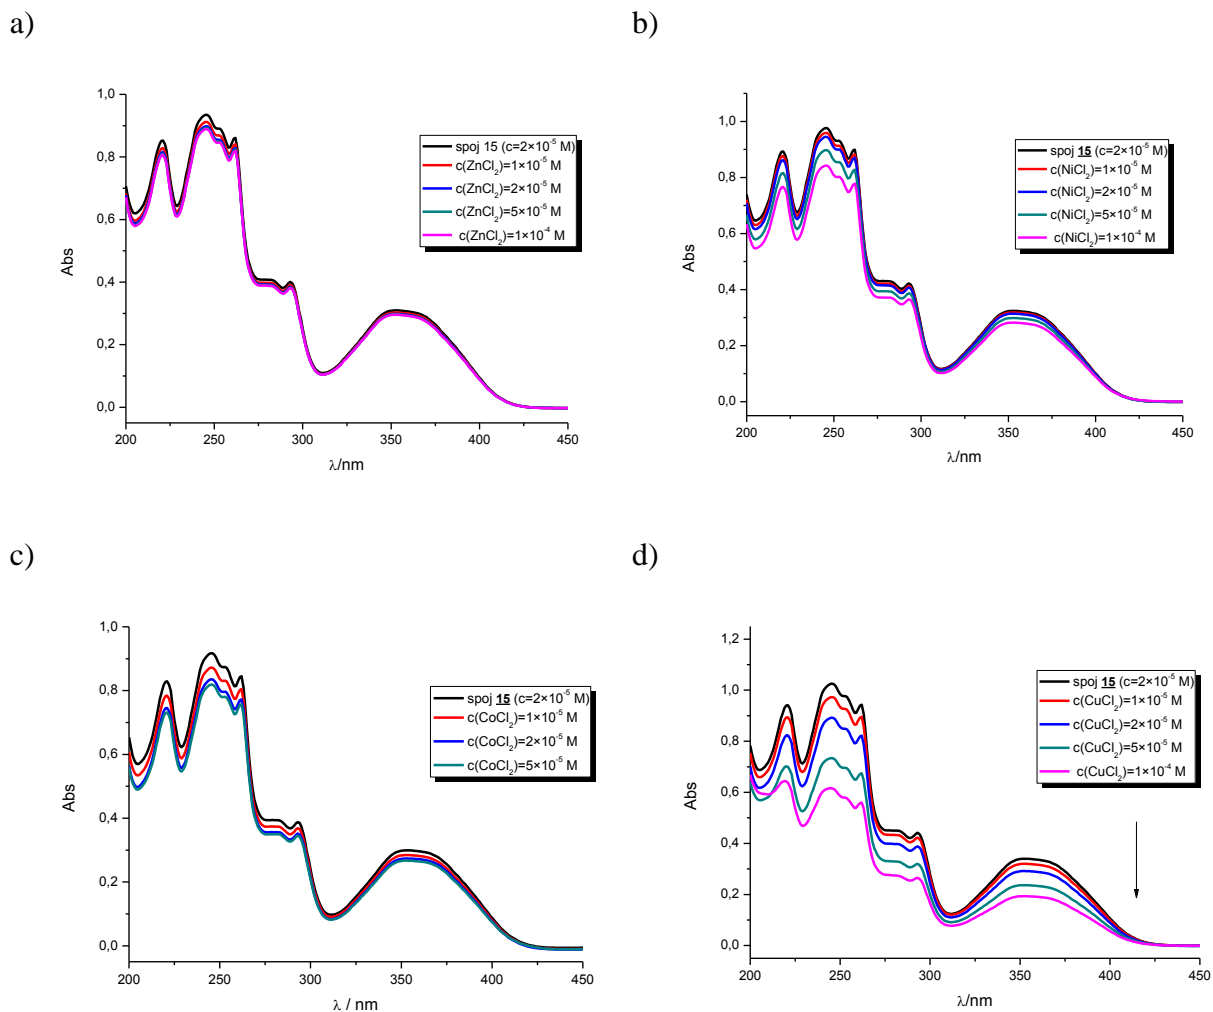 a)
b)
1,0
0,8
0,6
0,4
0,2
0,0
Abs
200
250
300
350
400
450
λ/nm
spoj 15 (c=2×10⁻⁵ M)
c(ZnCl₂)=1×10⁻⁵ M
c(ZnCl₂)=2×10⁻⁵ M
c(ZnCl₂)=5×10⁻⁵ M
c(ZnCl₂)=1×10⁻⁴ M
1,0
0,8
0,6
0,4
0,2
0,0
Abs
200
250
300
350
400
450
λ/nm
spoj 15 (c=2×10⁻⁵ M)
c(NiCl₂)=1×10⁻⁵ M
c(NiCl₂)=2×10⁻⁵ M
c(NiCl₂)=5×10⁻⁵ M
c(NiCl₂)=1×10⁻⁴ M
c)
d)
1,0
0,8
0,6
0,4
0,2
0,0
Abs
200
250
300
350
400
450
λ / nm
spoj 15 (c=2×10⁻⁵ M)
c(CoCl₂)=1×10⁻⁵ M
c(CoCl₂)=2×10⁻⁵ M
c(CoCl₂)=5×10⁻⁵ M
1,2
1,0
0,8
0,6
0,4
0,2
0,0
Abs
200
250
300
350
400
450
λ/nm
spoj 15 (c=2×10⁻⁵ M)
c(CuCl₂)=1×10⁻⁵ M
c(CuCl₂)=2×10⁻⁵ M
c(CuCl₂)=5×10⁻⁵ M
c(CuCl₂)=1×10⁻⁴ M